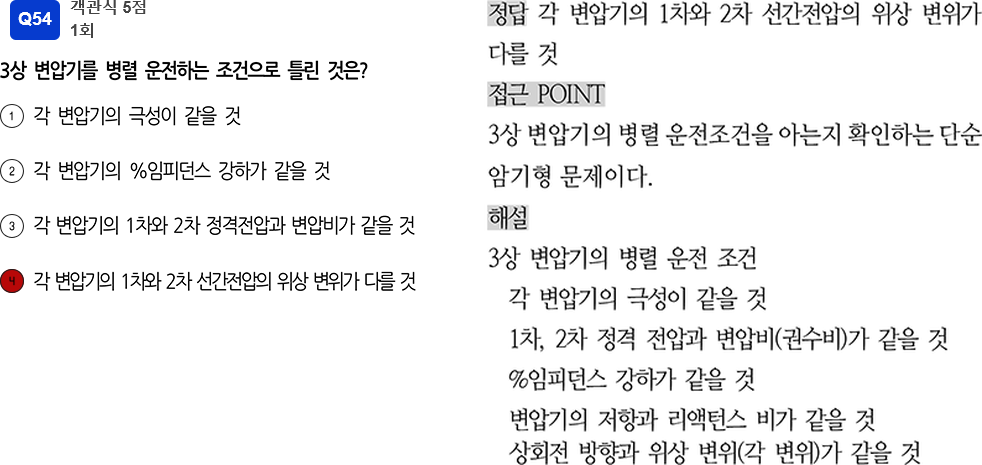 Q54
객관식 5점
1회
3상 변압기를 병렬 운전하는 조건으로 틀린 것은?
1 각 변압기의 극성이 같을 것
2 각 변압기의 %임피던스 강하가 같을 것
3 각 변압기의 1차와 2차 정격전압과 변압비가 같을 것
4 각 변압기의 1차와 2차 선간전압의 위상 변위가 다를 것
정답 각 변압기의 1차와 2차 선간전압의 위상 변위가
다를 것
접근 POINT
3상 변압기의 병렬 운전조건을 아는지 확인하는 단순
암기형 문제이다.
해설
3상 변압기의 병렬 운전 조건
각 변압기의 극성이 같을 것
1차, 2차 정격 전압과 변압비(권수비)가 같을 것
%임피던스 강하가 같을 것
변압기의 저항과 리액턴스 비가 같을 것
상회전 방향과 위상 변위(각 변위)가 같을 것